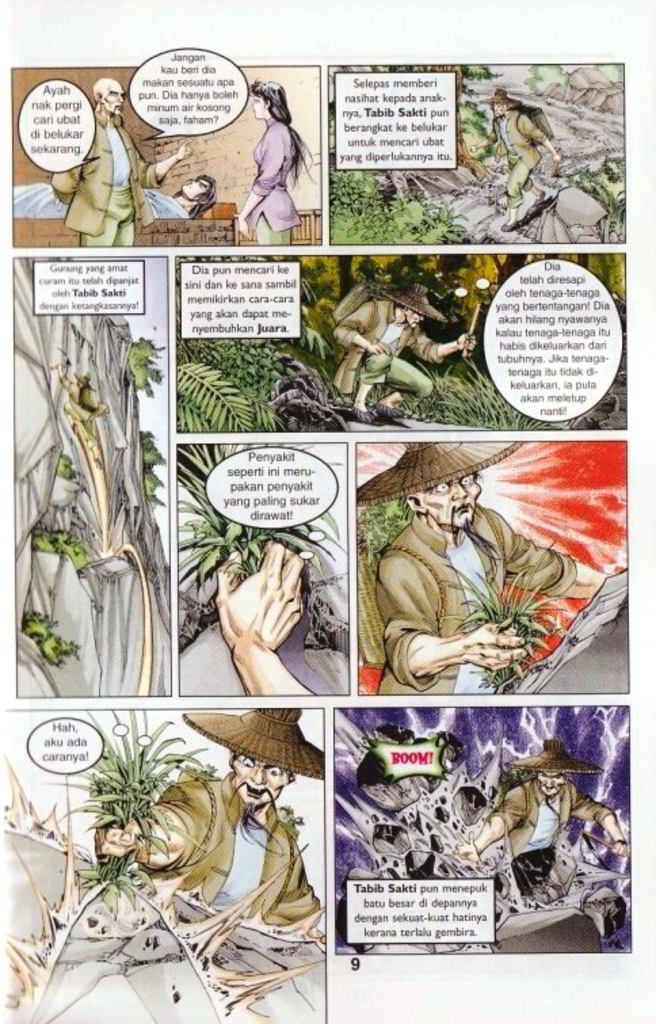 Ayah
nak pergi
cari ubat
di belukar
sekarang.
Jangan
kau beri dia
makan sesuatu apa
pun. Dia hanya boleh
minum air kosong
saja, faham?
Selepas memberi
nasihat kepada anak-
nya, Tabib Sakti pun
berangkat ke belukar
untuk mencari ubat
yang diperlukannya itu.
Gunung yang amat
curam itu telah dipanjat
oleh Tabib Sakti
dengan ketangkasannya!
Dia pun mencari ke
sini dan ke sana sambil
memikirkan cara-cara
yang akan dapat me-
nyembuhkan Juara.
Dia
telah diresapi
oleh tenaga-tenaga
yang bertentangan! Dia
akan hilang nyawanya
kalau tenaga-tenaga itu
habis dikeluarkan dari
tubuhnya. Jika tenaga-
tenaga itu tidak di-
keluarkan, ia pula
akan meletup
nanti!
Penyakit
seperti ini meru-
pakan penyakit
yang paling sukar
dirawat!
Hah,
aku ada
caranya!
BOOM!
Tabib Sakti pun menepuk
batu besar di depannya
dengan sekuat-kuat hatinya
kerana terlalu gembira.
9